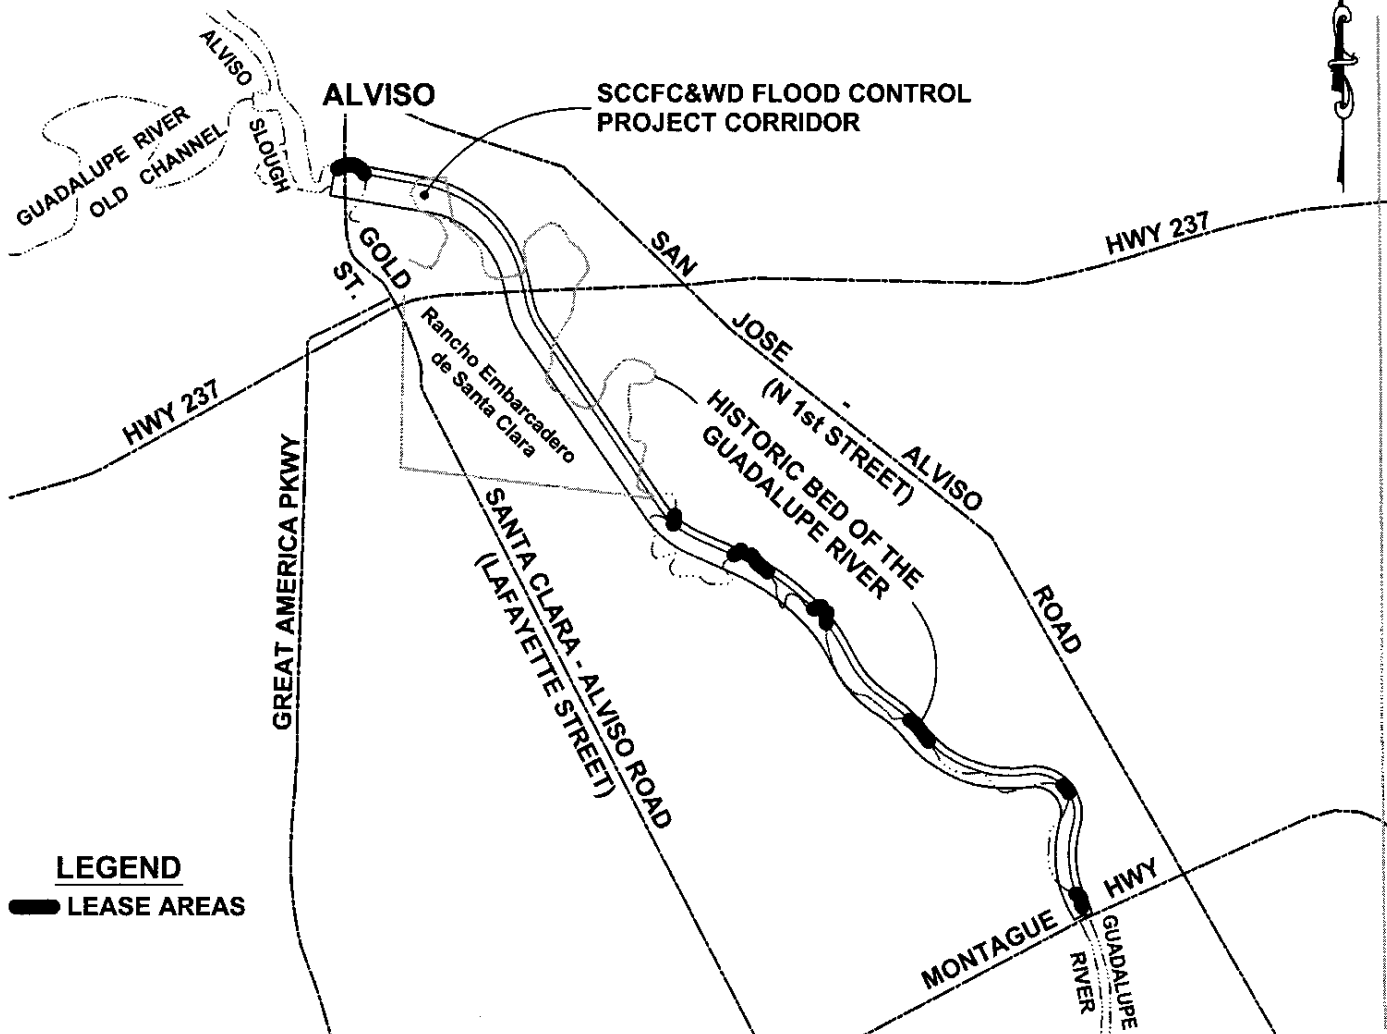 ALVISO
SLOUGH
GUADALUPE RIVER
OLD CHANNEL
ALVISO
SCCFC&WD FLOOD CONTROL
PROJECT CORRIDOR
GOLD
ST.
SAN
JOSE
(N 1st STREET)
ALVISO
ROAD
HWY 237
HWY 237
Rancho Embarcadero
de Santa Clara
HISTORIC BED OF THE
GUADALUPE RIVER
GREAT AMERICA PKWY
SANTA CLARA - ALVISO ROAD
(LAFAYETTE STREET)
MONTAGUE
HWY
GUADALUPE
RIVER
LEGEND
LEASE AREAS